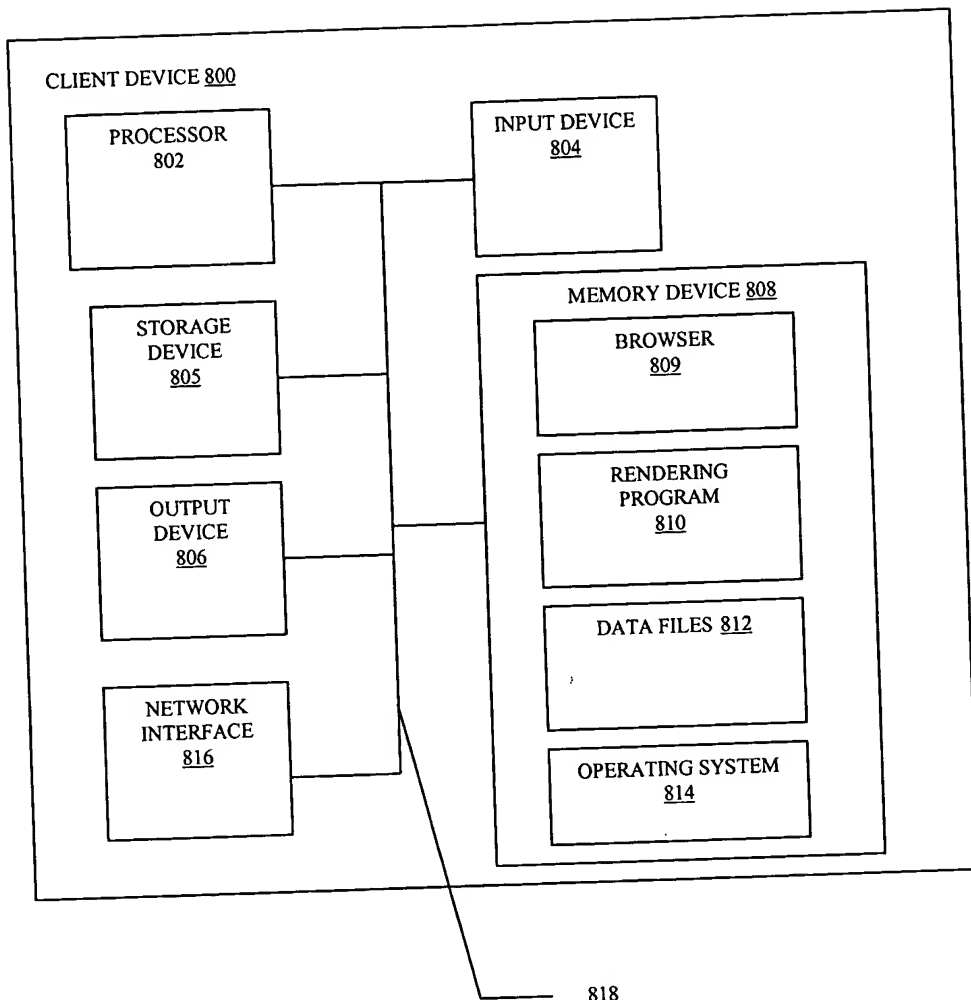 CLIENT DEVICE 800
PROCESSOR
802
INPUT DEVICE
804
STORAGE
DEVICE
805
MEMORY DEVICE 808
BROWSER
809
RENDERING
PROGRAM
810
OUTPUT
DEVICE
806
DATA FILES 812
NETWORK
INTERFACE
816
OPERATING SYSTEM
814
818